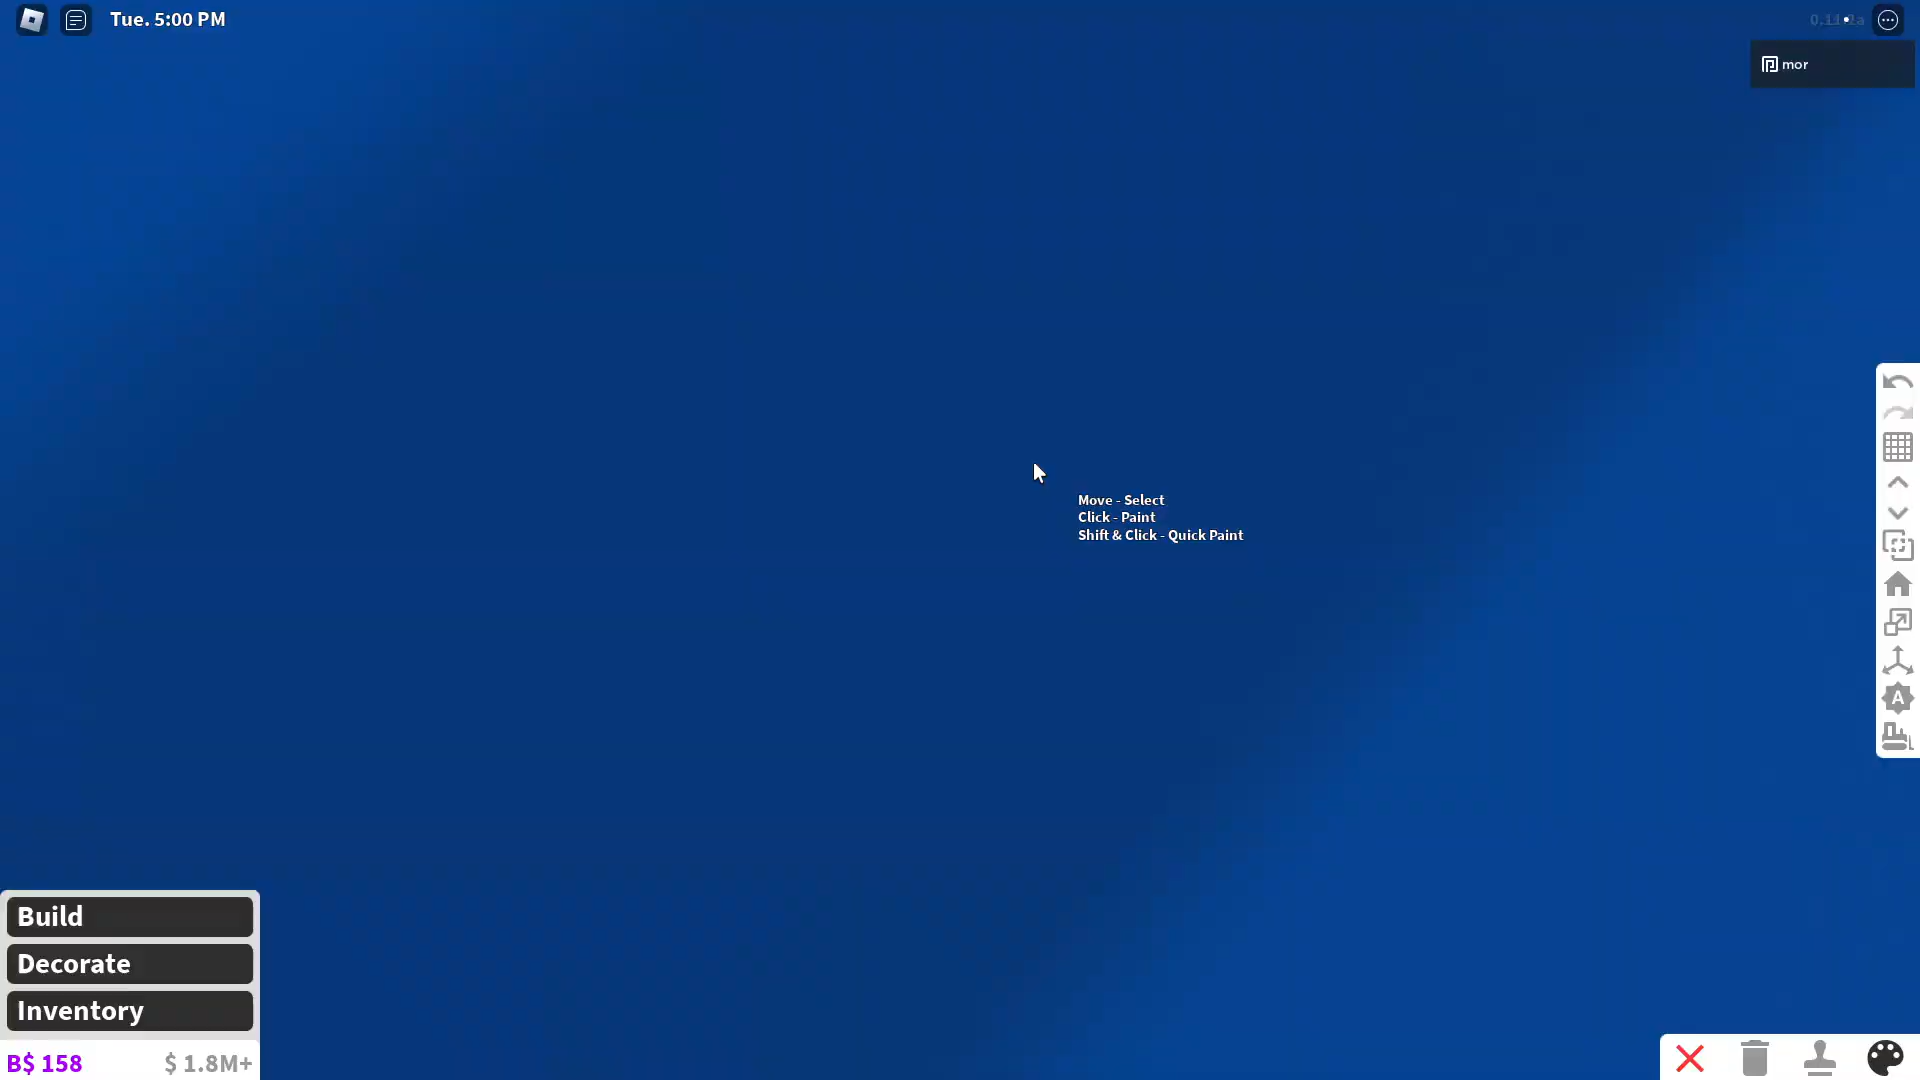 Tue. 5:00 PM
mor
Move - Select
Click - Paint
Shift & Click - Quick Paint
A
Build
Decorate
Inventory
B$ 158
$ 1.8M+